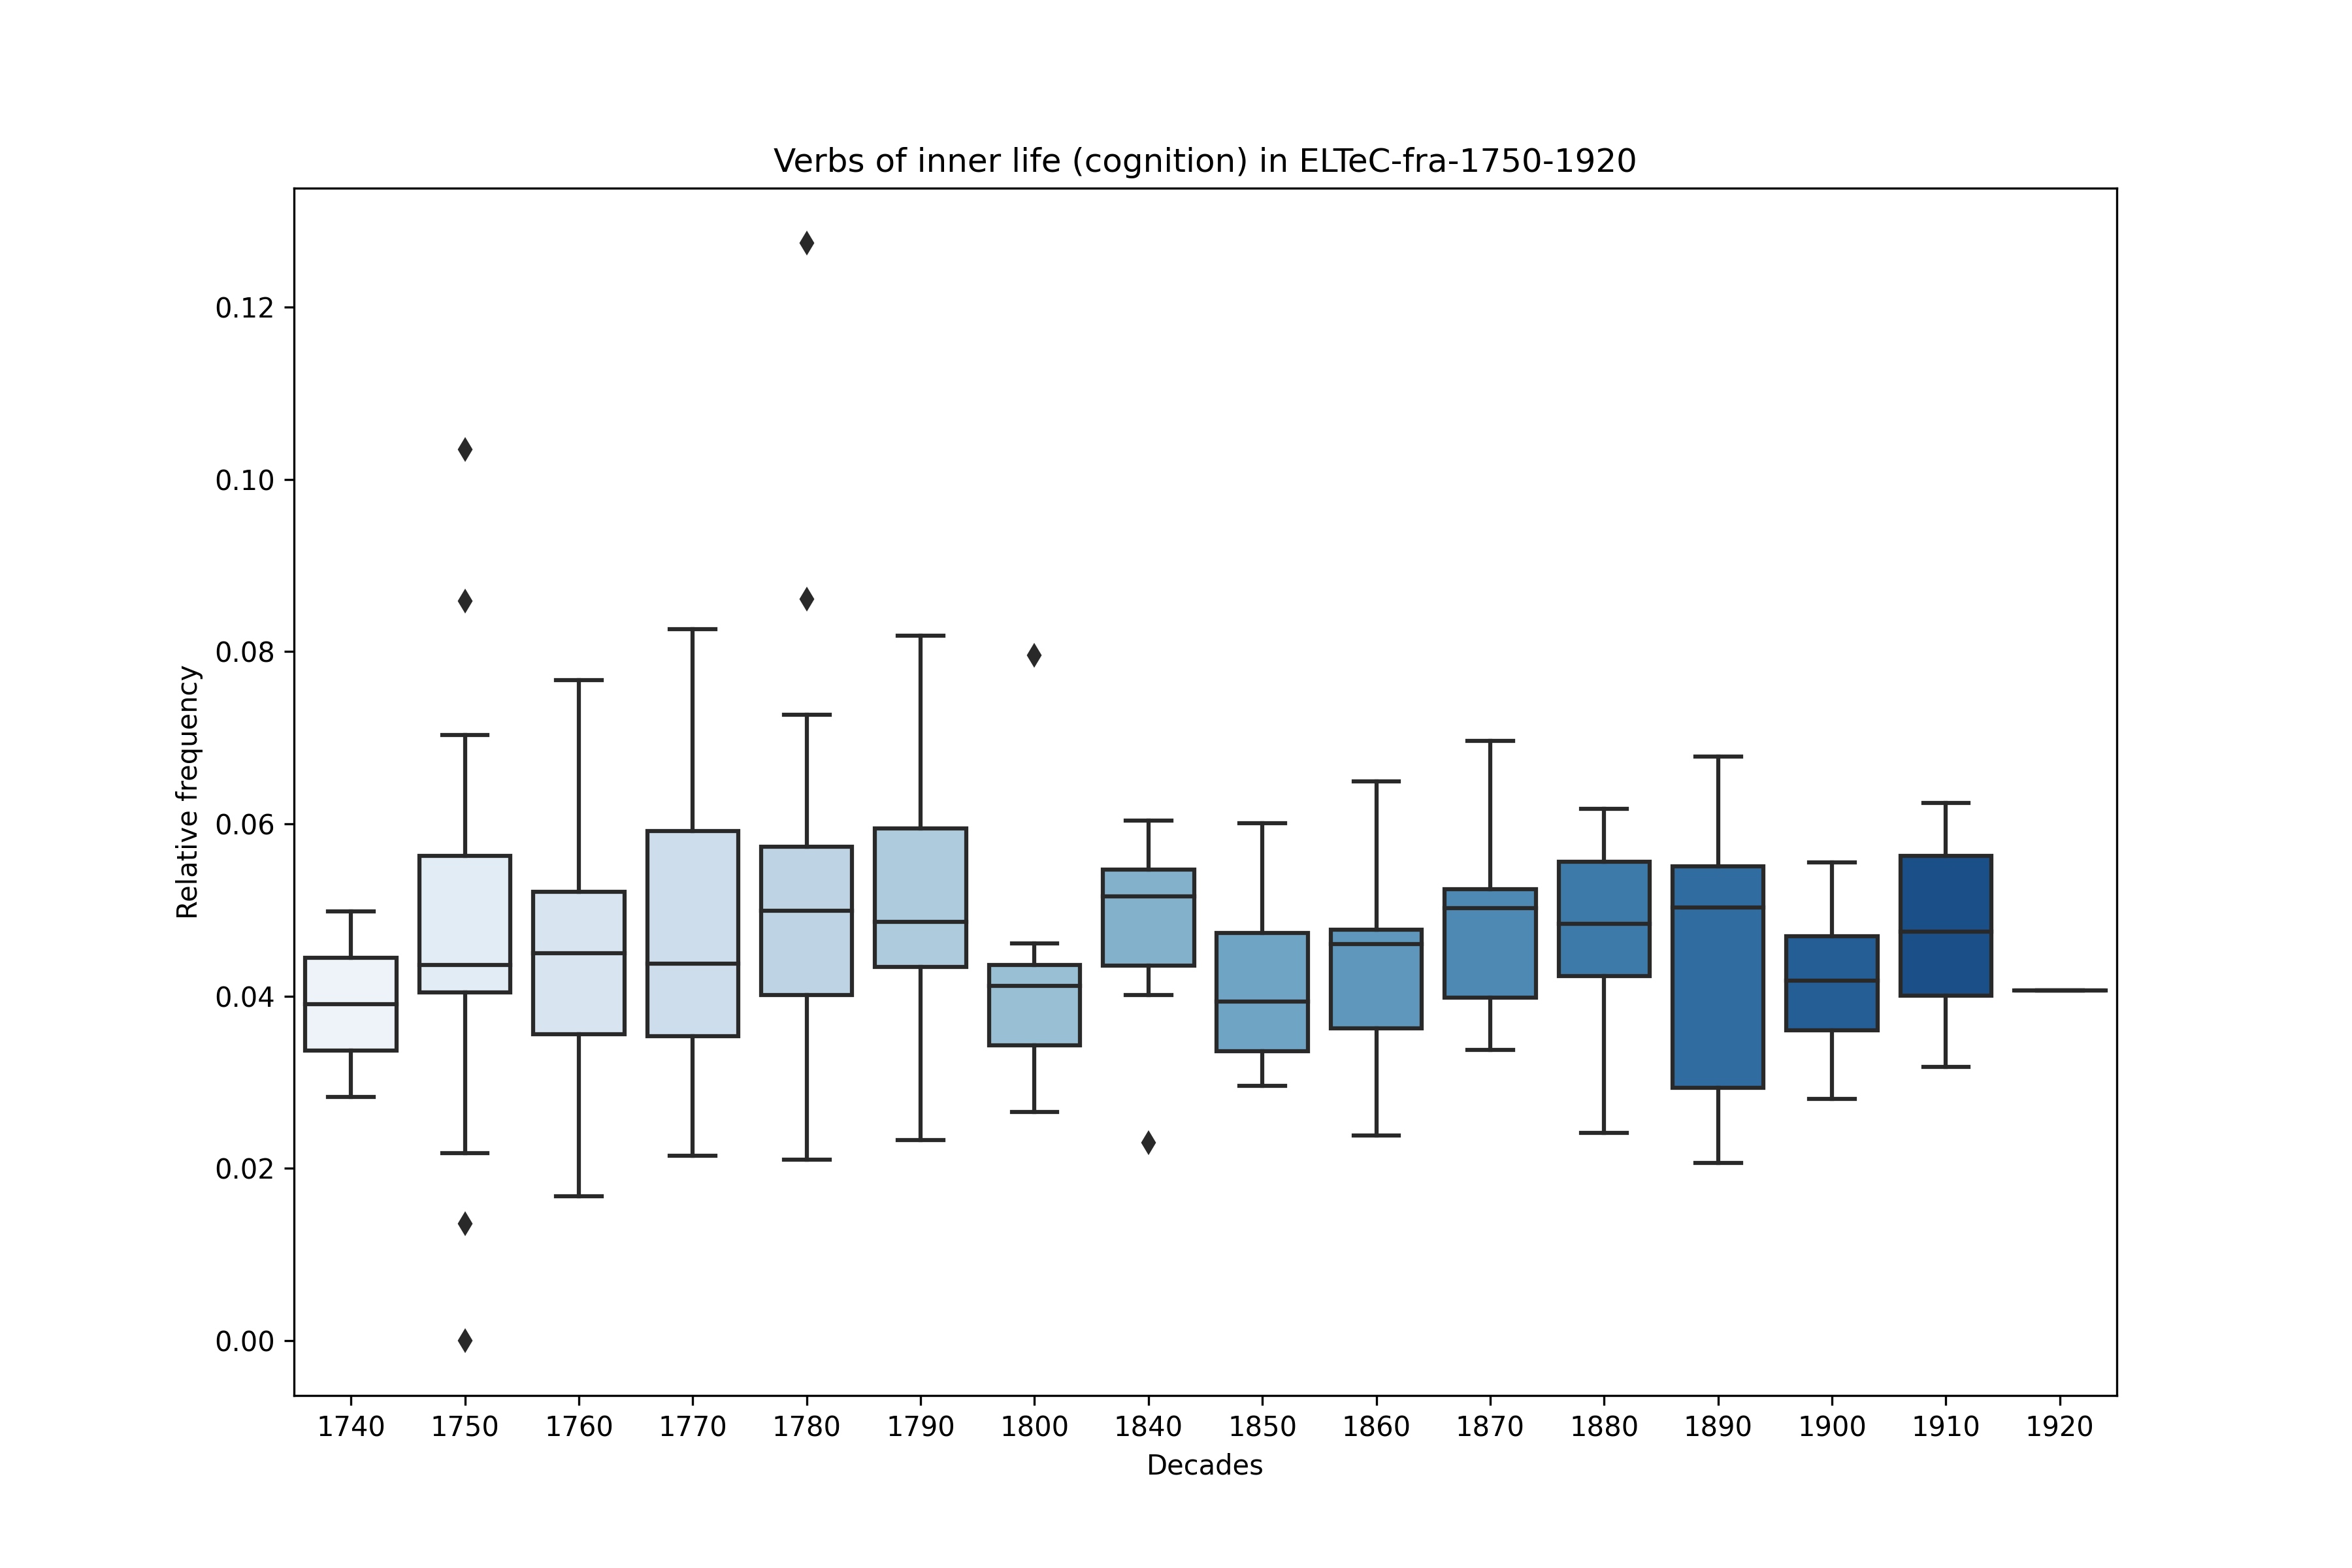 Verbs of inner life (cognition) in ELTeC-fra-1750-1920
Relative frequency
0.12
0.10
0.08
0.06
0.04
0.02
0.00
1740 1750 1760 1770 1780 1790 1800 1840 1850 1860 1870 1880 1890 1900 1910 1920
Decades